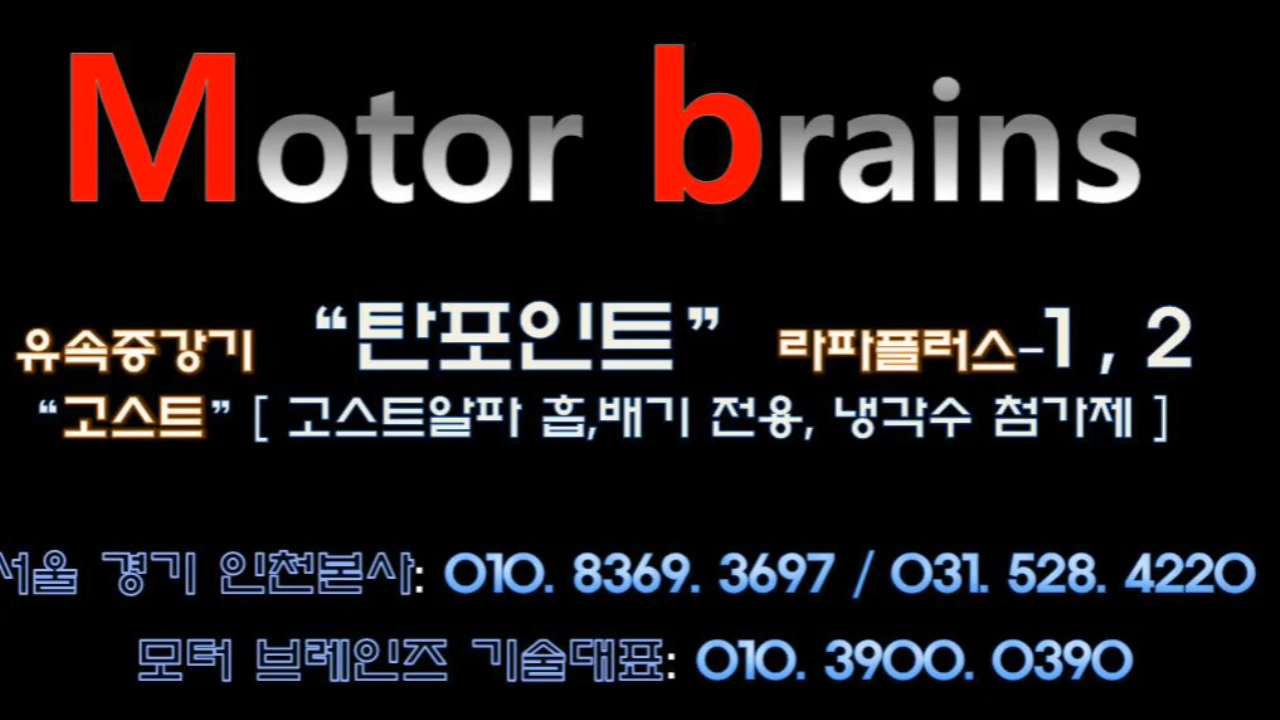 Motor brains
유속증강기 “탄포인트” 라파플러스-1 , 2
“고스트” [ 고스트알파 흡,배기 전용, 냉각수 첨가제 ]
서울 경기 인천본사: 010. 8369. 3697 / 031. 528. 4220
모터 브레인즈 기술대표: 010. 3900. 0390